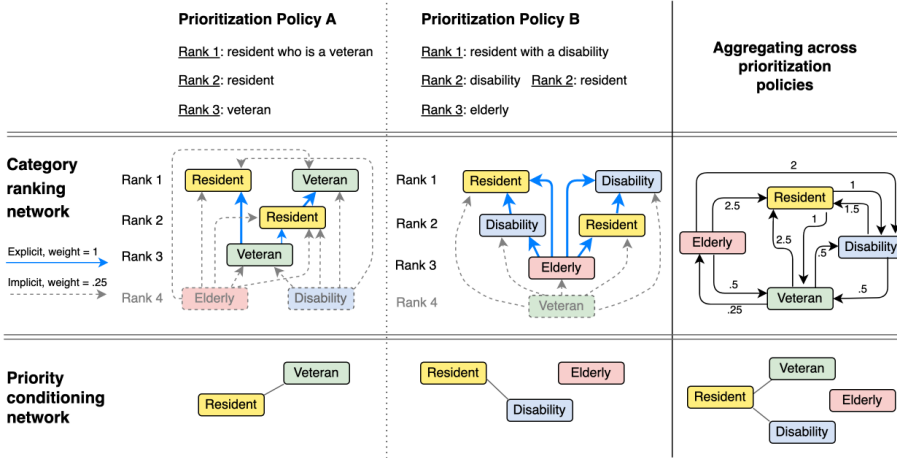 Prioritization Policy A
Rank 1: resident who is a veteran
Rank 2: resident
Rank 3: veteran
Prioritization Policy B
Rank 1: resident with a disability
Rank 2: disability Rank 2: resident
Rank 3: elderly
Aggregating across
prioritization
policies
Category
ranking
network
Explicit, weight = 1
Implicit, weight = .25
Rank 1
Rank 2
Rank 3
Rank 4
Resident
Veteran
Resident
Veteran
Elderly
Disability
Rank 1
Rank 2
Rank 3
Rank 4
Resident
Disability
Disability
Resident
Elderly
Veteran
2
Resident
1
2.5
1.5
1
Elderly
Disability
2.5
.5
.5
.5
Veteran
.25
Priority
conditioning
network
Veteran
Resident
Resident
Elderly
Disability
Veteran
Resident
Elderly
Disability